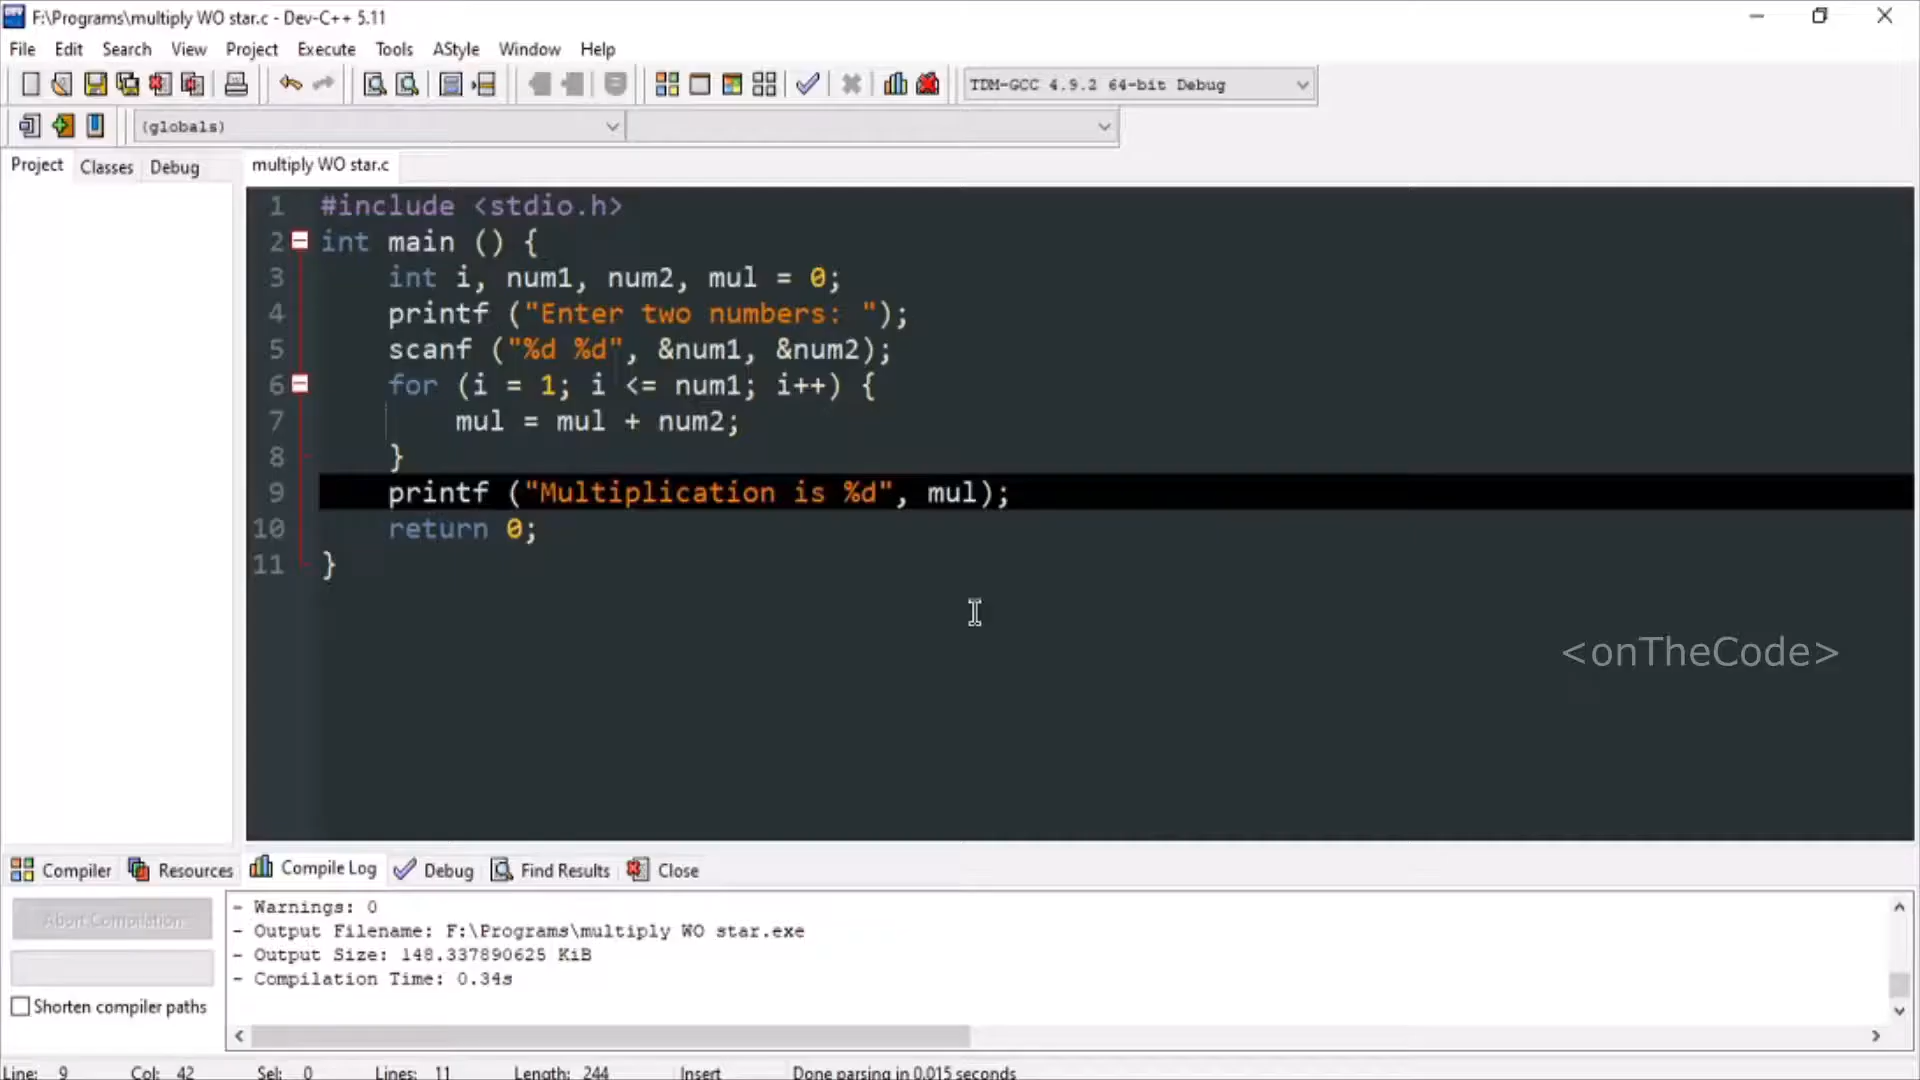 F:\Programs\multiply WO star.c - Dev-C++ 5.11
File Edit Search View Project Execute Tools AStyle Window Help
TDM-GCC 4.9.2 64-bit Debug
(globals)
Project Classes Debug
multiply WO star.c
1 #include <stdio.h>
2 int main () {
3 int i, num1, num2, mul = 0;
4 printf ("Enter two numbers: ");
5 scanf ("%d %d", &num1, &num2);
6 for (i = 1; i <= num1; i++) {
7 mul = mul + num2;
8 }
9 printf ("Multiplication is %d", mul);
10 return 0;
11 }
<onTheCode>
Compiler Resources Compile Log Debug Find Results Close
Abort Compilation
- Warnings: 0
- Output Filename: F:\Programs\multiply WO star.exe
- Output Size: 148.337890625 KiB
- Compilation Time: 0.34s
Shorten compiler paths
Line: 9 Col: 42 Sel: 0 Lines: 11 Length: 244 Insert Done parsing in 0.015 seconds